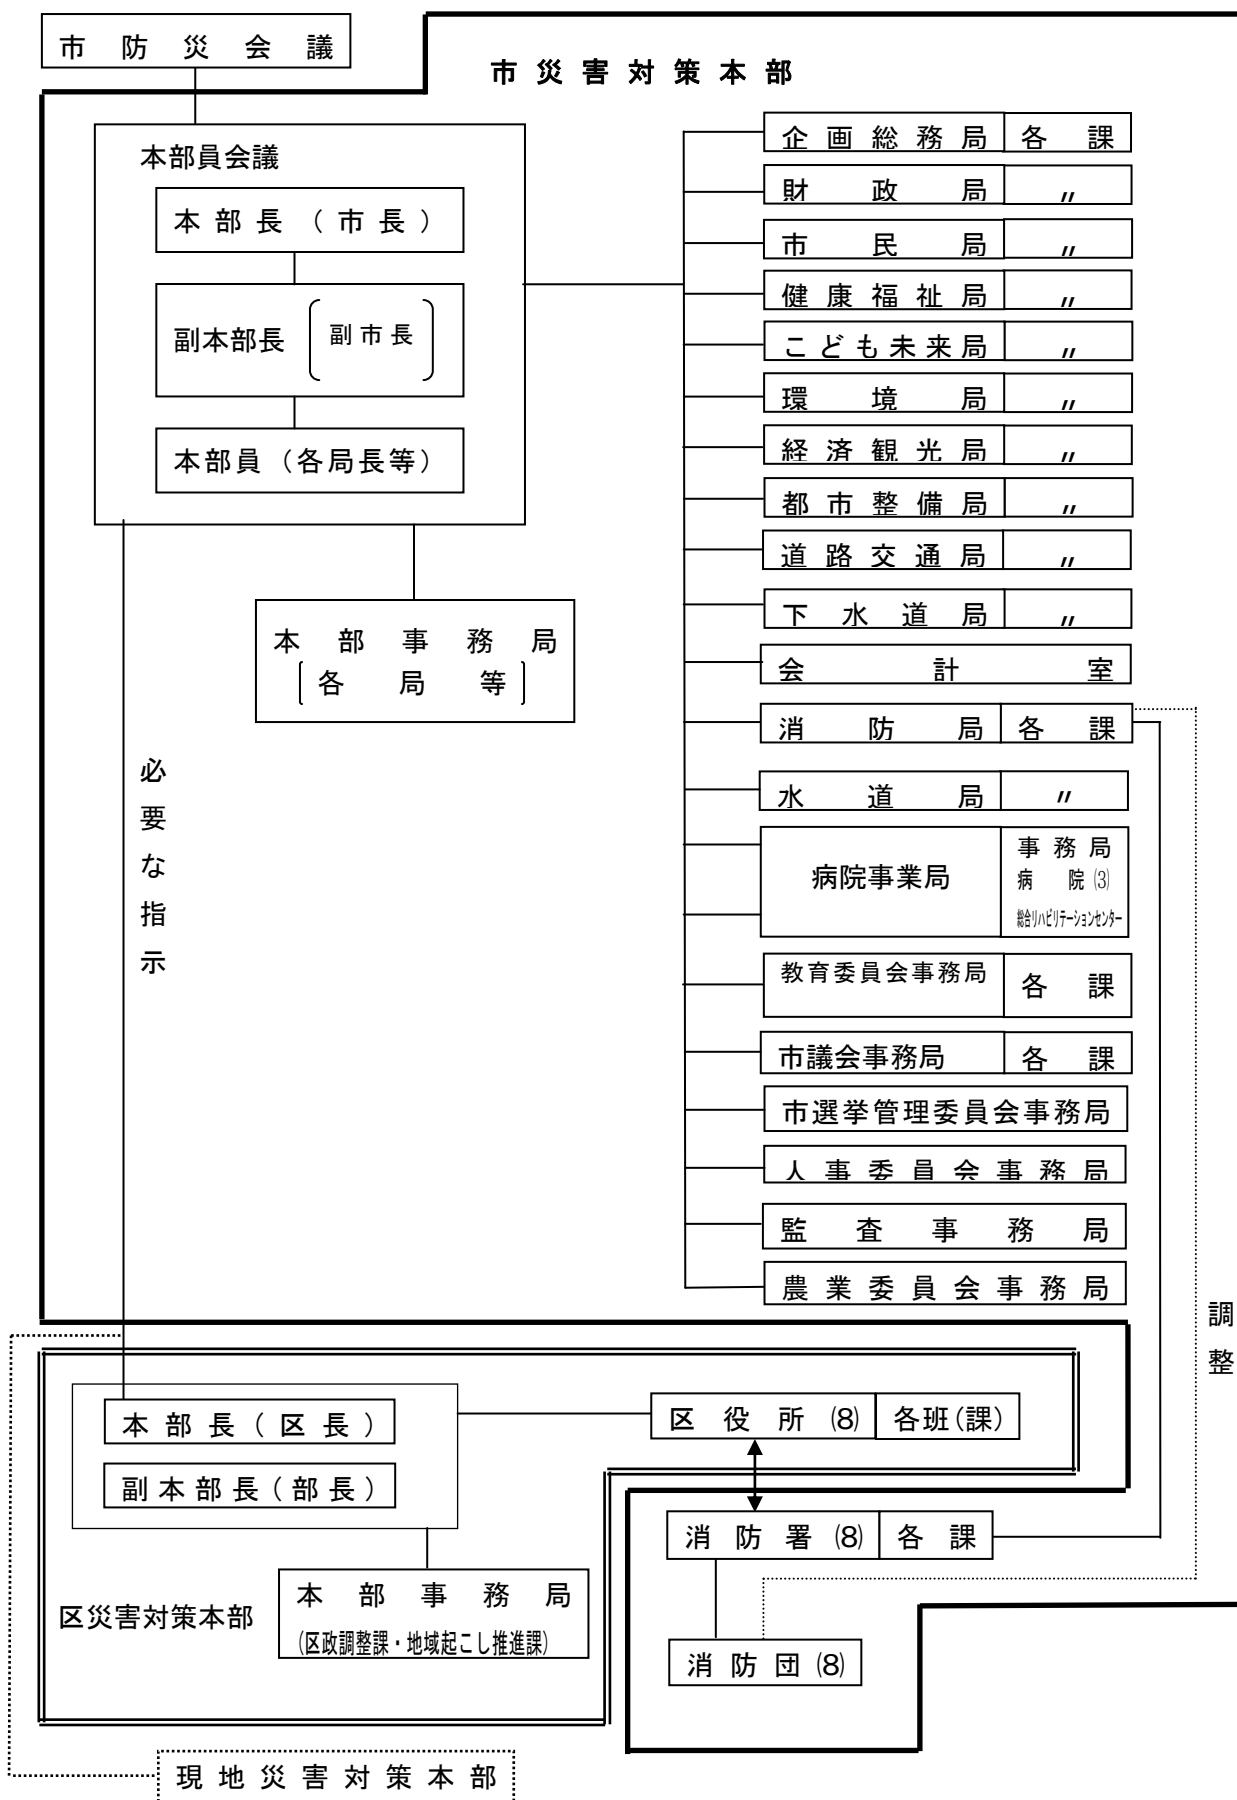 市防災会議
市災害対策本部
本部員会議
本部長（市長）
副本部長 副市長
本部員（各局長等）
本部事務局
各局等
必要な指示
企画総務局 各課
財政局 〃
市民局 〃
健康福祉局 〃
こども未来局 〃
環境局 〃
経済観光局 〃
都市整備局 〃
道路交通局 〃
下水道局 〃
会計室
消防局 各課
水道局 〃
病院事業局
事務局
病院(3)
総合リハビリテーションセンター
教育委員会事務局 各課
市議会事務局 各課
市選挙管理委員会事務局
人事委員会事務局
監査事務局
農業委員会事務局
調整
本部長（区長）
副本部長（部長）
区役所(8) 各班(課)
消防署(8) 各課
消防団(8)
区災害対策本部
本部事務局
(区政調整課・地域起こし推進課)
現地災害対策本部